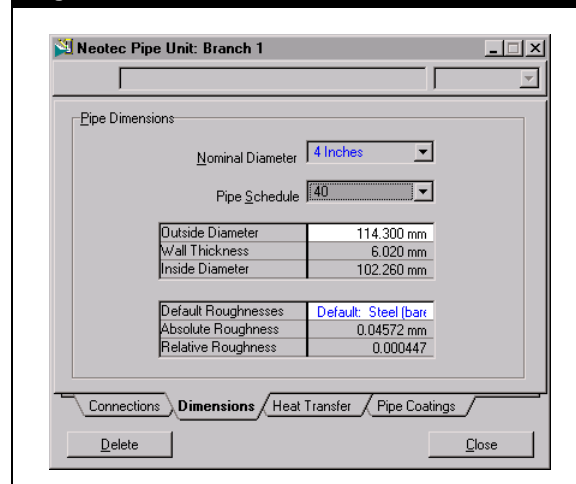 Neotec Pipe Unit: Branch 1
Pipe Dimensions
Nominal Diameter 4 Inches
Pipe Schedule 40
Outside Diameter 114.300 mm
Wall Thickness 6.020 mm
Inside Diameter 102.260 mm
Default Roughnesses Default: Steel (bare
Absolute Roughness 0.04572 mm
Relative Roughness 0.000447
Connections Dimensions Heat Transfer Pipe Coatings
Delete Close